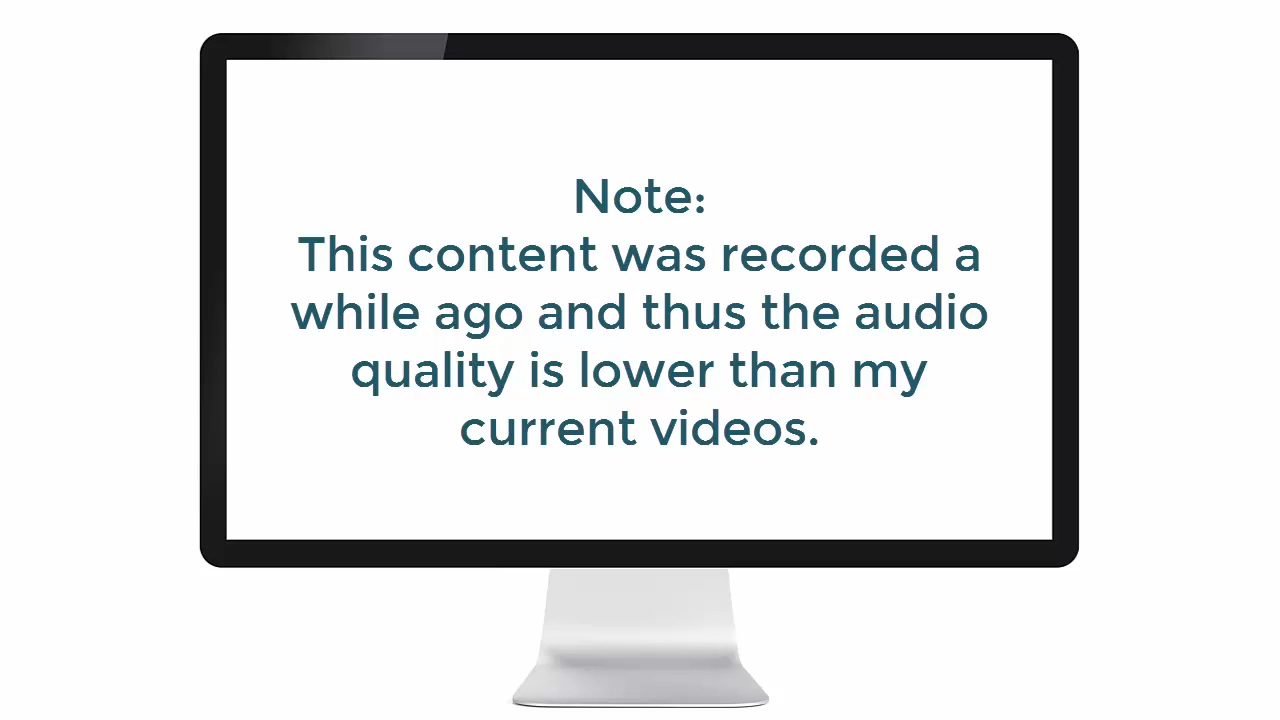 Note:
This content was recorded a
while ago and thus the audio
quality is lower than my
current videos.